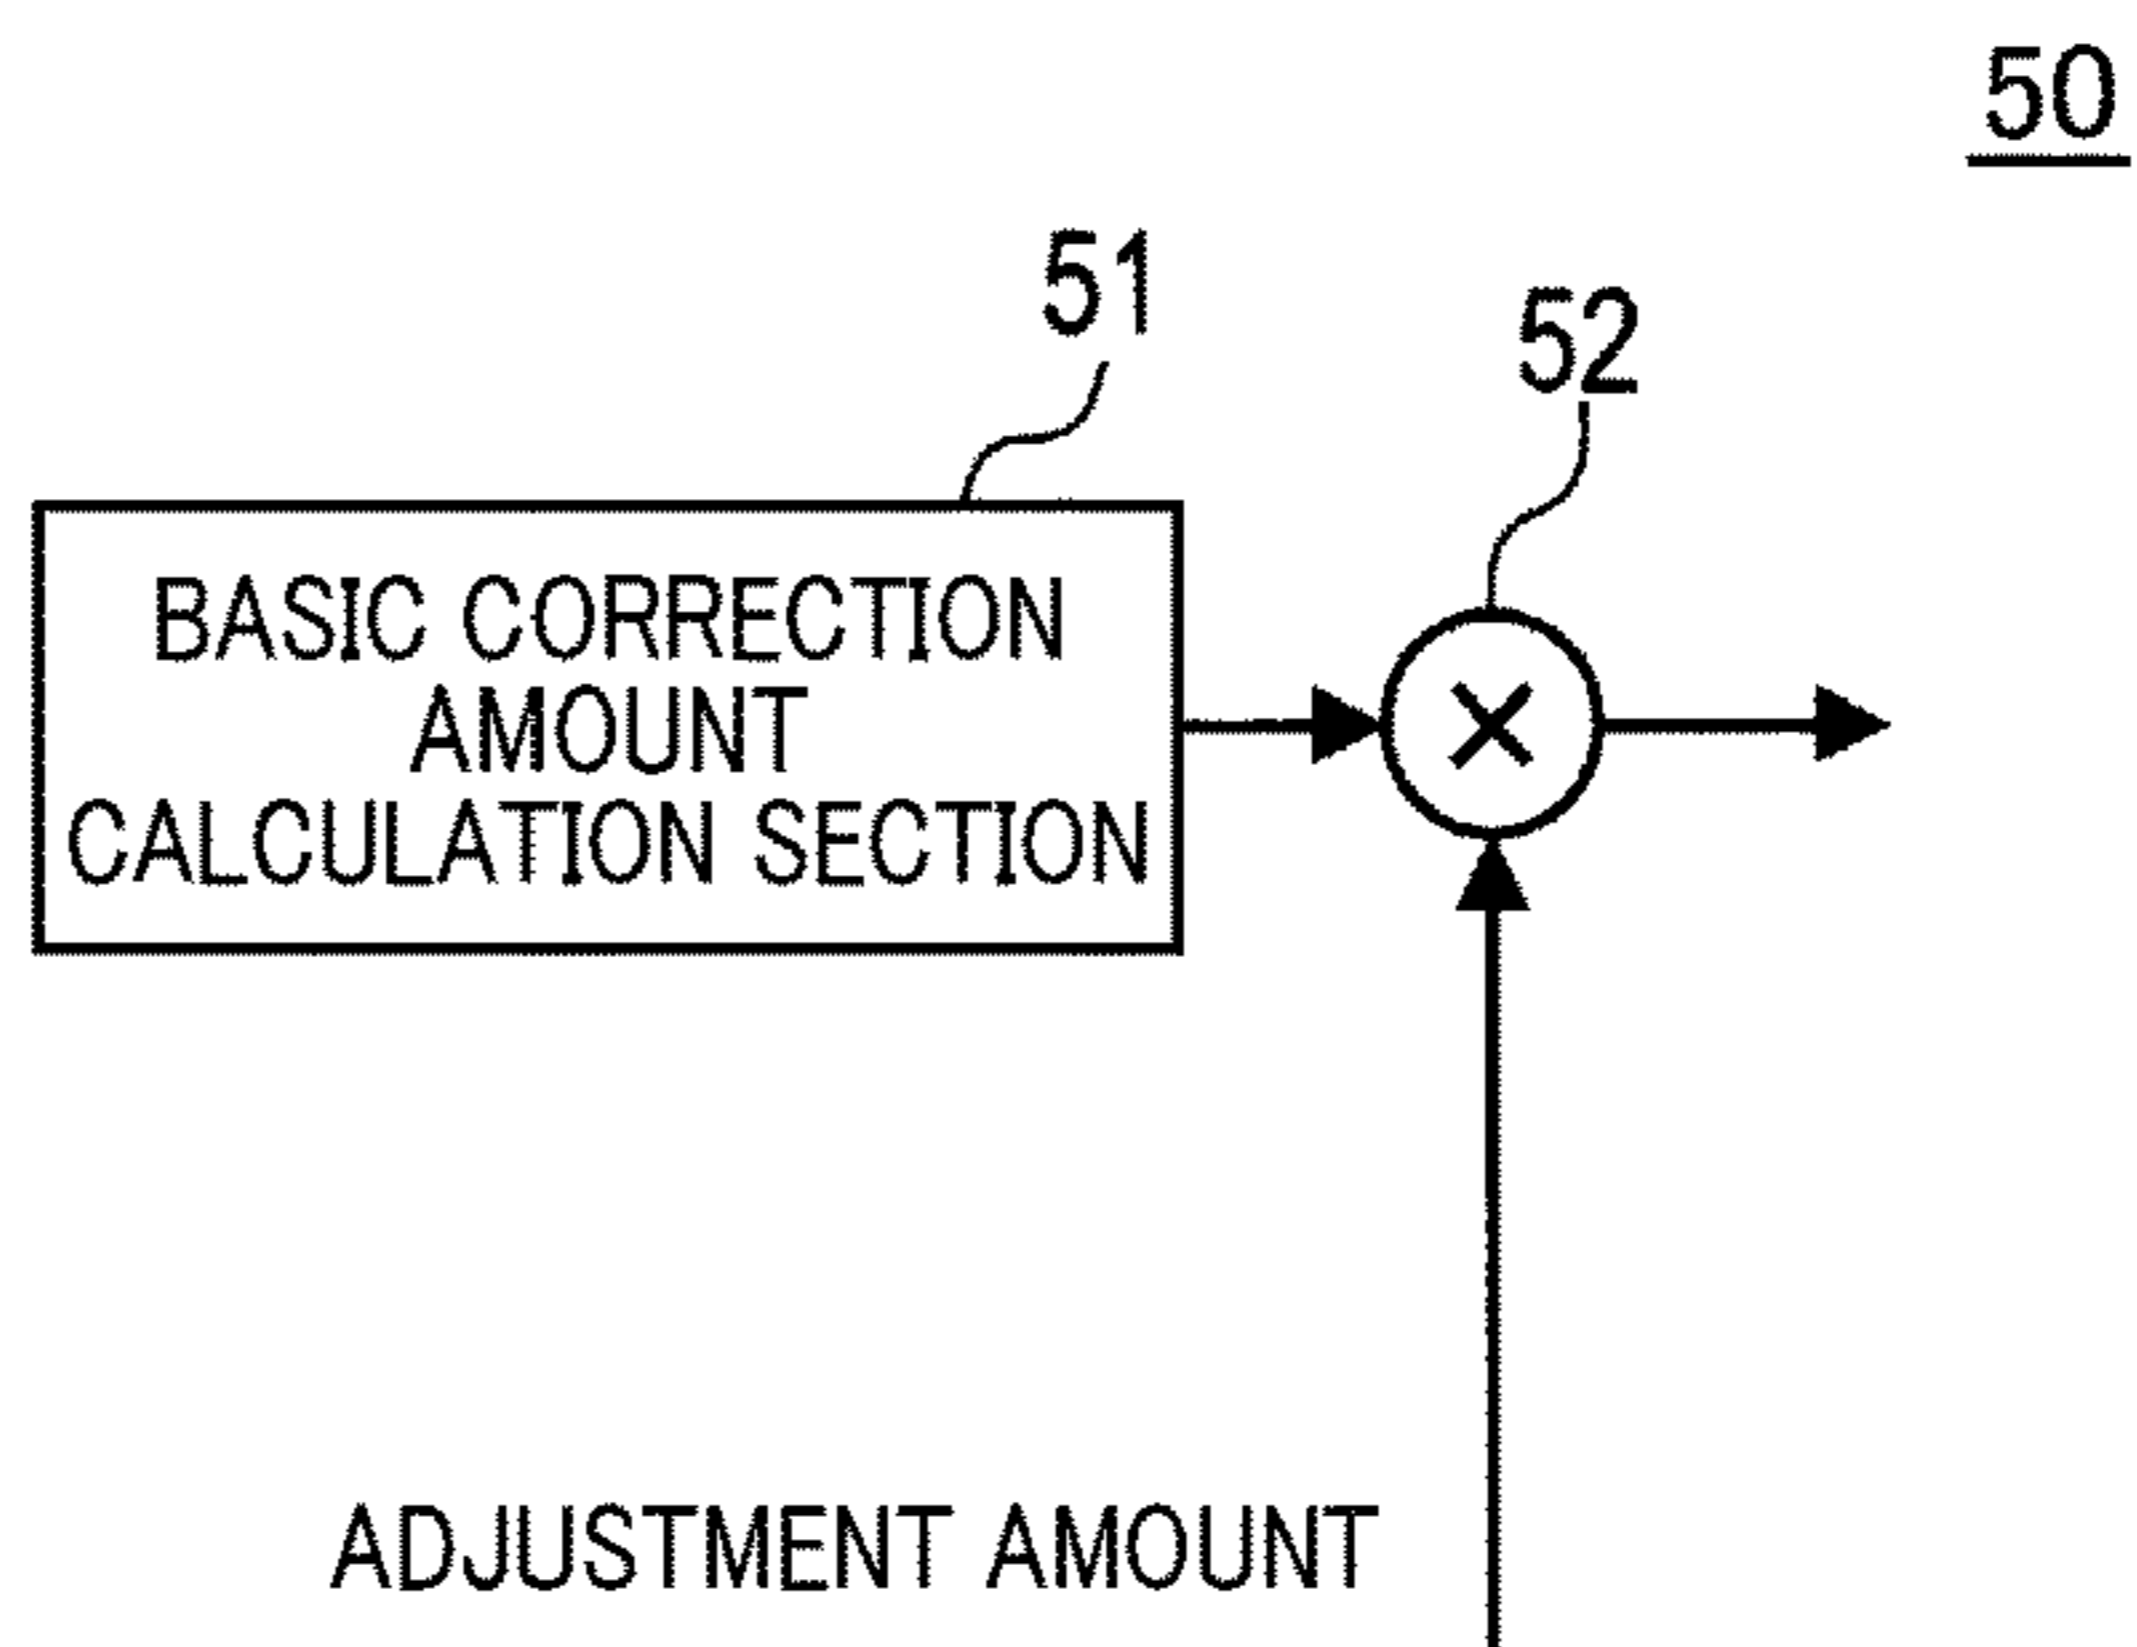 50
51
52
BASIC CORRECTION
AMOUNT
CALCULATION SECTION
×
ADJUSTMENT AMOUNT